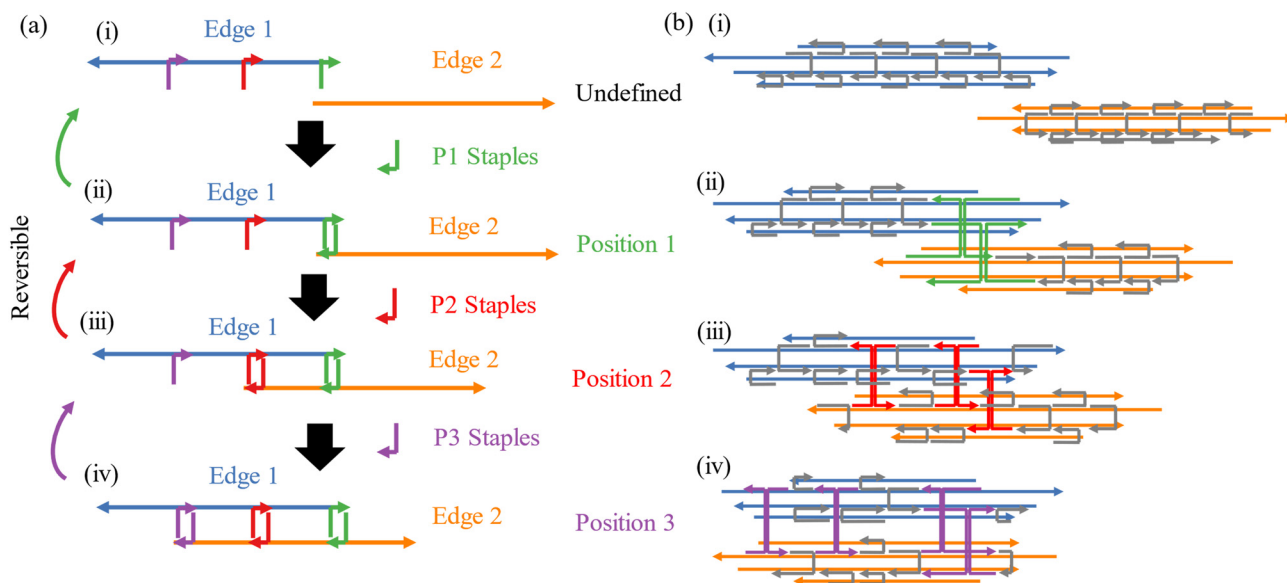 (a)
(i)
Edge 1
Edge 2
Undefined
P1 Staples
(ii)
Edge 1
Edge 2
Position 1
P2 Staples
(iii)
Edge 1
Edge 2
Position 2
P3 Staples
(iv)
Edge 1
Edge 2
Position 3
Reversible
(b)
(i)
(ii)
(iii)
(iv)